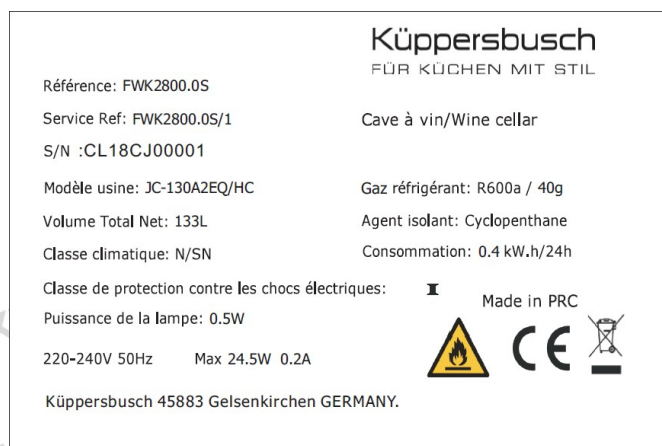 Küppersbusch
FÜR KÜCHEN MIT STIL
Référence: FWK2800.0S
Service Ref: FWK2800.0S/1
Cave à vin/Wine cellar
S/N :CL18CJ00001
Modèle usine: JC-130A2EQ/HC
Gaz réfrigérant: R600a / 40g
Volume Total Net: 133L
Agent isolant: Cyclopenthane
Classe climatique: N/SN
Consommation: 0.4 kW.h/24h
Classe de protection contre les chocs électriques: I
Made in PRC
Puissance de la lampe: 0.5W
CE
220-240V 50Hz Max 24.5W 0.2A
Küppersbusch 45883 Gelsenkirchen GERMANY.